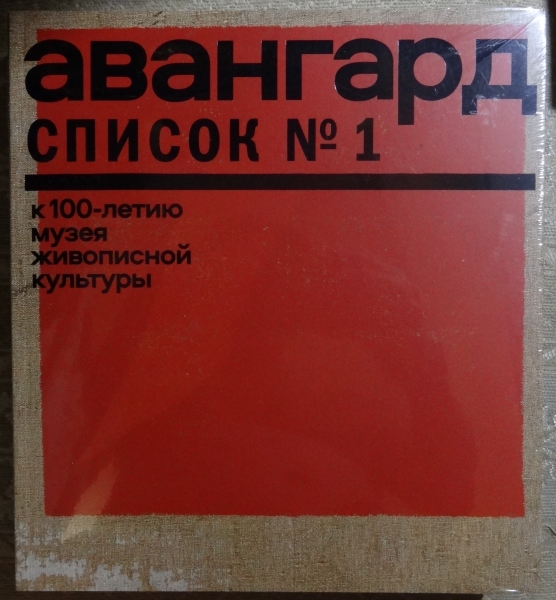 авангард
список № 1
к 100-летию
музея
живописной
культуры